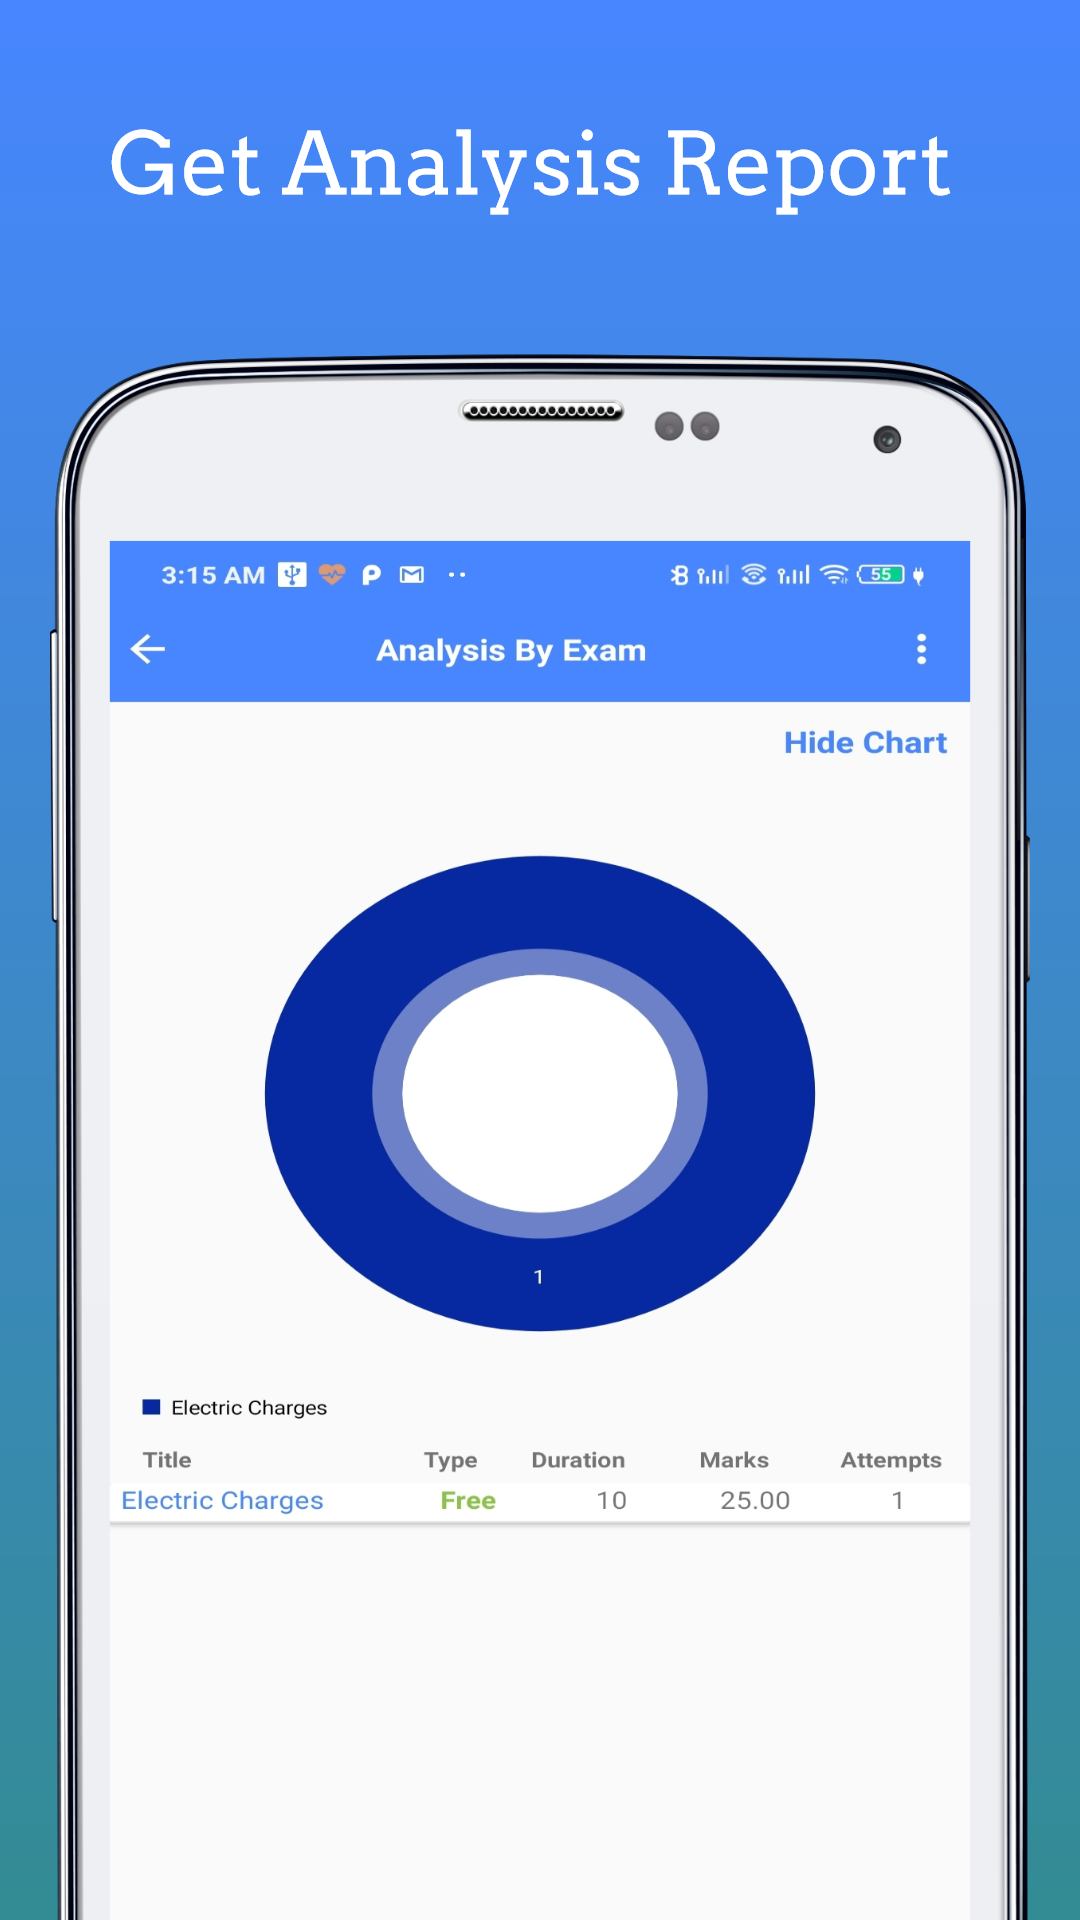 Get Analysis Report
3:15 AM 55
Analysis By Exam
Hide Chart
1
Electric Charges
Title Type Duration Marks Attempts
Electric Charges Free 10 25.00 1